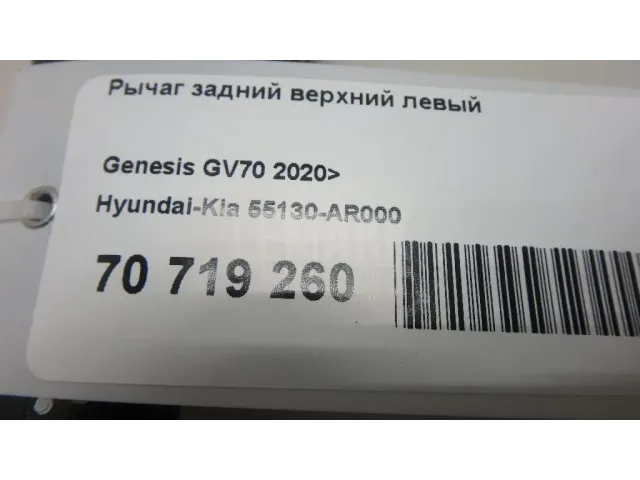 Рычаг задний верхний левый
Genesis GV70 2020>
Hyundai-Kia 55130-AR000
70 719 260